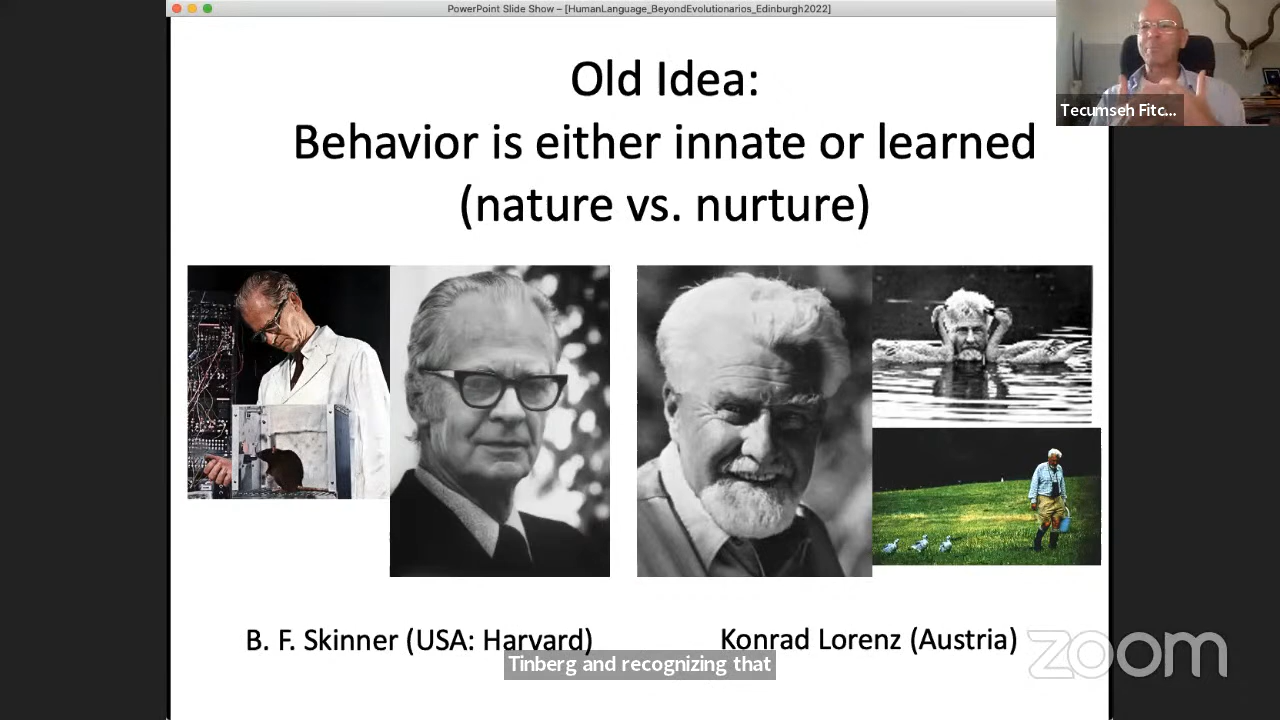 PowerPoint Slide Show – [HumanLanguage_BeyondEvolutionarios_Edinburgh2022]
Old Idea:
Behavior is either innate or learned
(nature vs. nurture)
Tecumseh Fitc...
B. F. Skinner (USA: Harvard)
Konrad Lorenz (Austria)
Tinberg and recognizing that
zoom